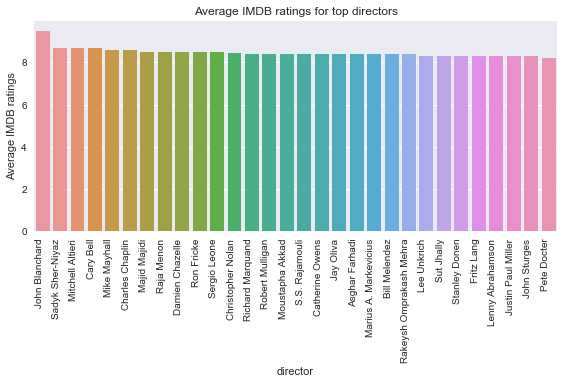 Average IMDB ratings for top directors
Average IMDB ratings
8
6
4
2
0
John Blanchard
Sadyk Sher-Niyaz
Mitchell Altieri
Cary Bell
Mike Mayhall
Charles Chaplin
Majid Majidi
Raja Menon
Damien Chazelle
Ron Fricke
Sergio Leone
Christopher Nolan
Richard Marquand
Robert Mulligan
Moustapha Akkad
S.S. Rajamouli
Catherine Owens
Jay Oliva
Asghar Farhadi
Marius A. Markevicius
Bill Melendez
Rakeysh Omprakash Mehra
Lee Unkrich
Sut Jhally
Stanley Donen
Fritz Lang
Lenny Abrahamson
Justin Paul Miller
John Sturges
Pete Docter
director